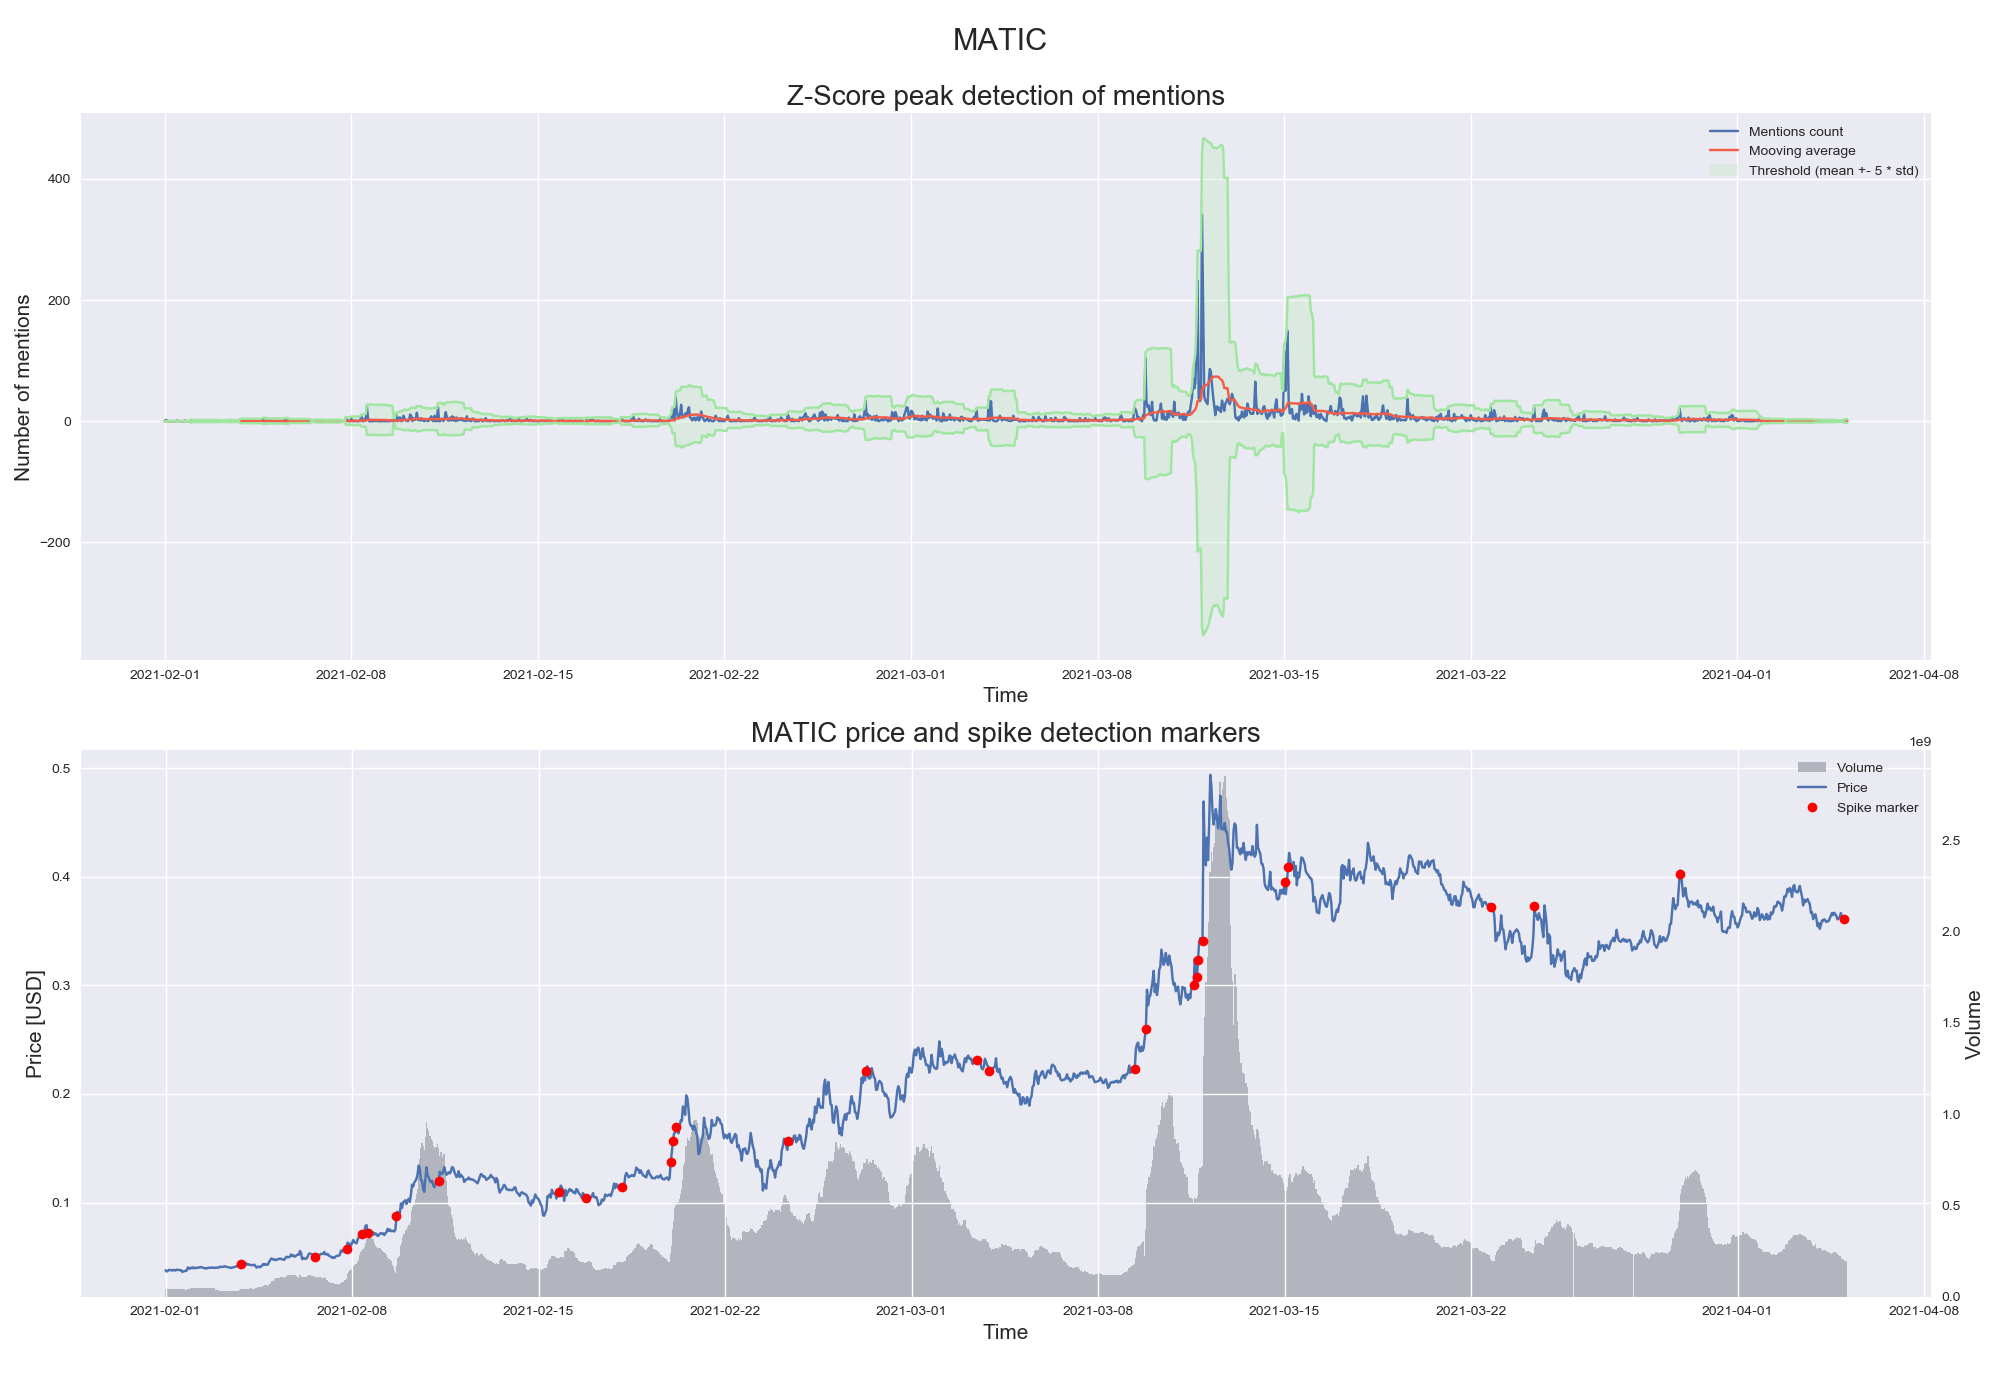 MATIC
Z-Score peak detection of mentions
Mentions count
Mooving average
Threshold (mean +- 5 * std)
Number of mentions
400
200
0
−200
2021-02-01
2021-02-08
2021-02-15
2021-02-22
2021-03-01
2021-03-08
2021-03-15
2021-03-22
2021-04-01
2021-04-08
Time
MATIC price and spike detection markers
1e9
Volume
Price
Spike marker
Price [USD]
0.5
0.4
0.3
0.2
0.1
2.5
2.0
1.5
1.0
0.5
0.0
Volume
2021-02-01
2021-02-08
2021-02-15
2021-02-22
2021-03-01
2021-03-08
2021-03-15
2021-03-22
2021-04-01
2021-04-08
Time